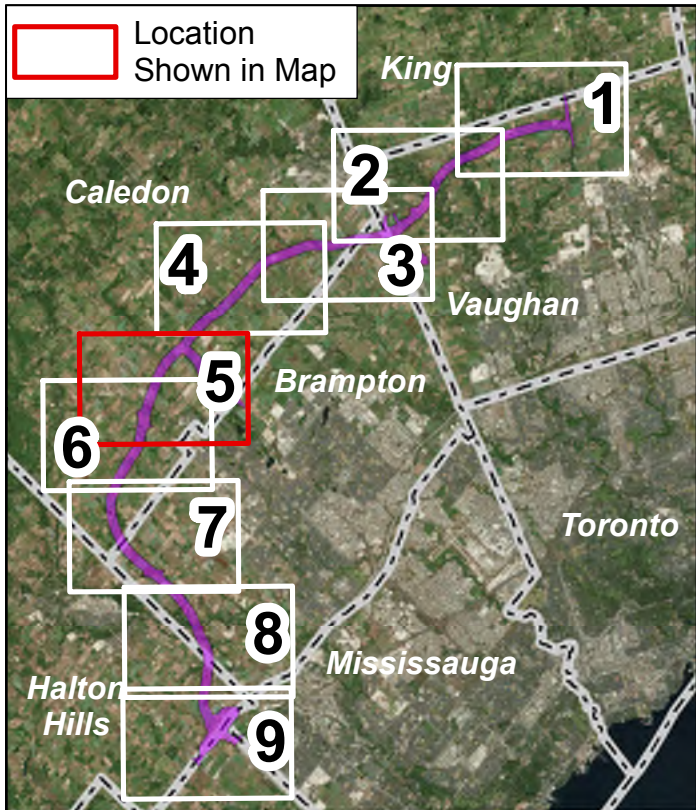 Location
Shown in Map
King
1
2
Caledon
4
3
Vaughan
5
Brampton
6
7
Toronto
8
Mississauga
Halton
Hills
9